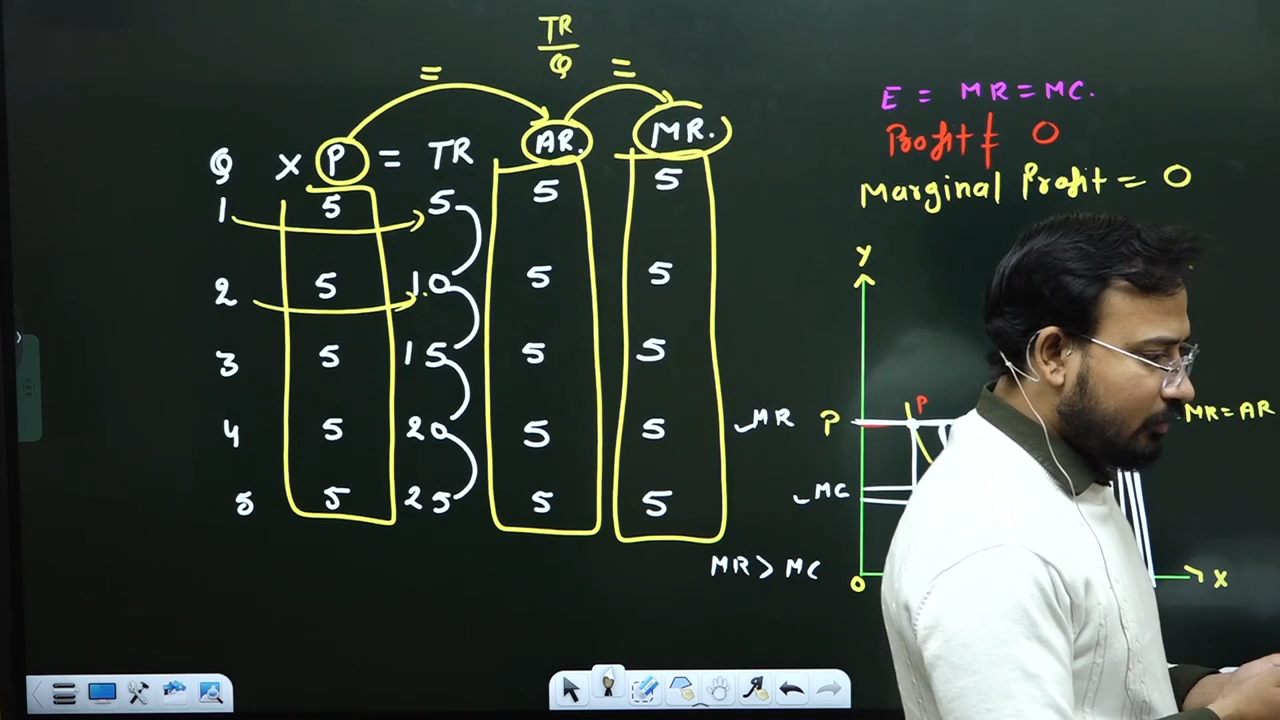 TR
=
=
Q
E = MR = MC.
Profit ≠ 0
Q × P = TR AR. MR.
Marginal Profit = 0
1 5 5 5 5
2 5 10 5 5
3 5 15 5 5
4 5 20 5 5
5 5 25 5 5
MR > MC
Y
P
P
MR
MR = AR
MC
O
X